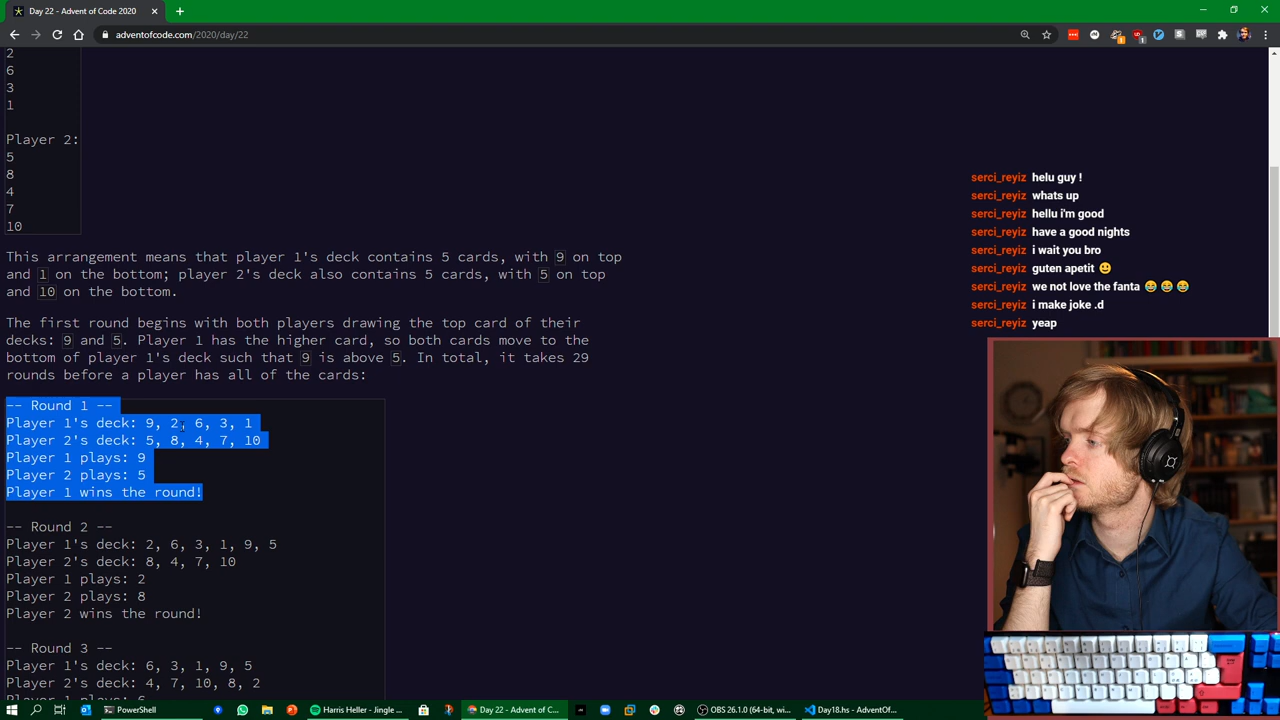 Day 22 - Advent of Code 2020
adventofcode.com/2020/day/22
2
6
3
1
Player 2:
5
8
4
7
10
This arrangement means that player 1's deck contains 5 cards, with 9 on top
and 1 on the bottom; player 2's deck also contains 5 cards, with 5 on top
and 10 on the bottom.
The first round begins with both players drawing the top card of their
decks: 9 and 5. Player 1 has the higher card, so both cards move to the
bottom of player 1's deck such that 9 is above 5. In total, it takes 29
rounds before a player has all of the cards:
-- Round 1 --
Player 1's deck: 9, 2, 6, 3, 1
Player 2's deck: 5, 8, 4, 7, 10
Player 1 plays: 9
Player 2 plays: 5
Player 1 wins the round!
-- Round 2 --
Player 1's deck: 2, 6, 3, 1, 9, 5
Player 2's deck: 8, 4, 7, 10
Player 1 plays: 2
Player 2 plays: 8
Player 2 wins the round!
-- Round 3 --
Player 1's deck: 6, 3, 1, 9, 5
Player 2's deck: 4, 7, 10, 8, 2
Player 1 plays: 6
serci_reyiz helu guy !
serci_reyiz whats up
serci_reyiz hellu i'm good
serci_reyiz have a good nights
serci_reyiz i wait you bro
serci_reyiz guten apetit 😃
serci_reyiz we not love the fanta 😂 😂 😂
serci_reyiz i make joke .d
serci_reyiz yeap
PowerShell
Harris Heller - Jingle ...
Day 22 - Advent of C...
OBS 26.1.0 (64-bit, wi...
Day18.hs - AdventOf...